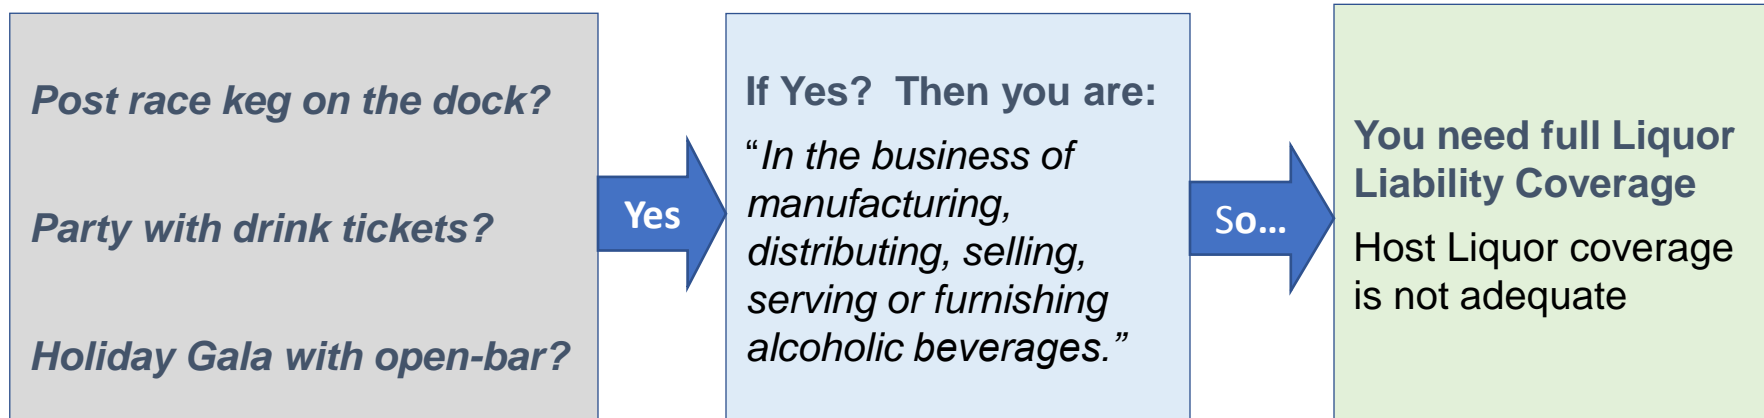 Post race keg on the dock?
Party with drink tickets?
Holiday Gala with open-bar?
Yes
If Yes?  Then you are:
“In the business of
manufacturing,
distributing, selling,
serving or furnishing
alcoholic beverages.”
So...
You need full Liquor
Liability Coverage
Host Liquor coverage
is not adequate